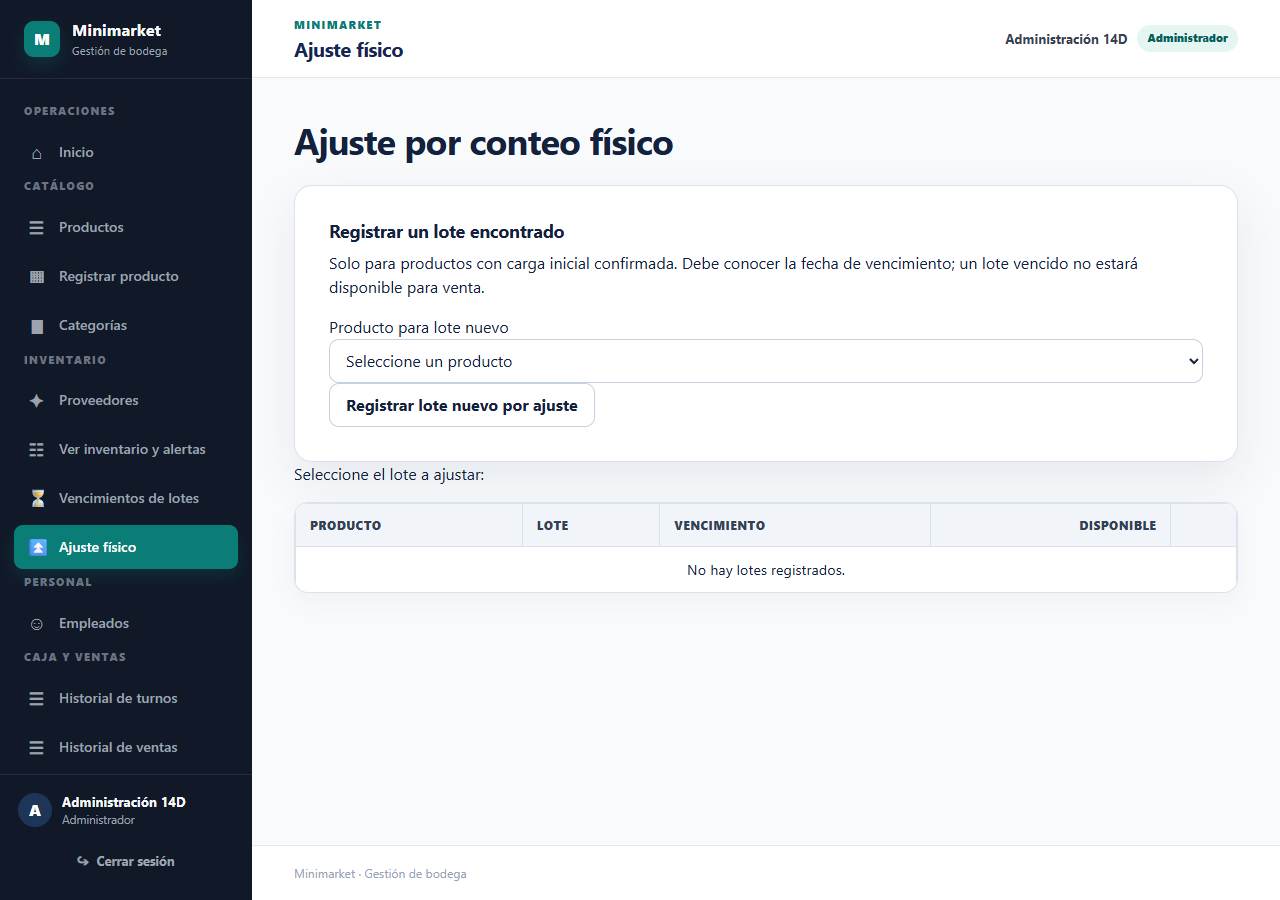 M
Minimarket
Gestión de bodega
OPERACIONES
Inicio
CATÁLOGO
Productos
Registrar producto
Categorías
INVENTARIO
Proveedores
Ver inventario y alertas
Vencimientos de lotes
Ajuste físico
PERSONAL
Empleados
CAJA Y VENTAS
Historial de turnos
Historial de ventas
A
Administración 14D
Administrador
Cerrar sesión
MINIMARKET
Ajuste físico
Administración 14D Administrador
Ajuste por conteo físico
Registrar un lote encontrado
Solo para productos con carga inicial confirmada. Debe conocer la fecha de vencimiento; un lote vencido no estará
disponible para venta.
Producto para lote nuevo
Seleccione un producto
Registrar lote nuevo por ajuste
Seleccione el lote a ajustar:
PRODUCTO LOTE VENCIMIENTO DISPONIBLE
No hay lotes registrados.
Minimarket · Gestión de bodega